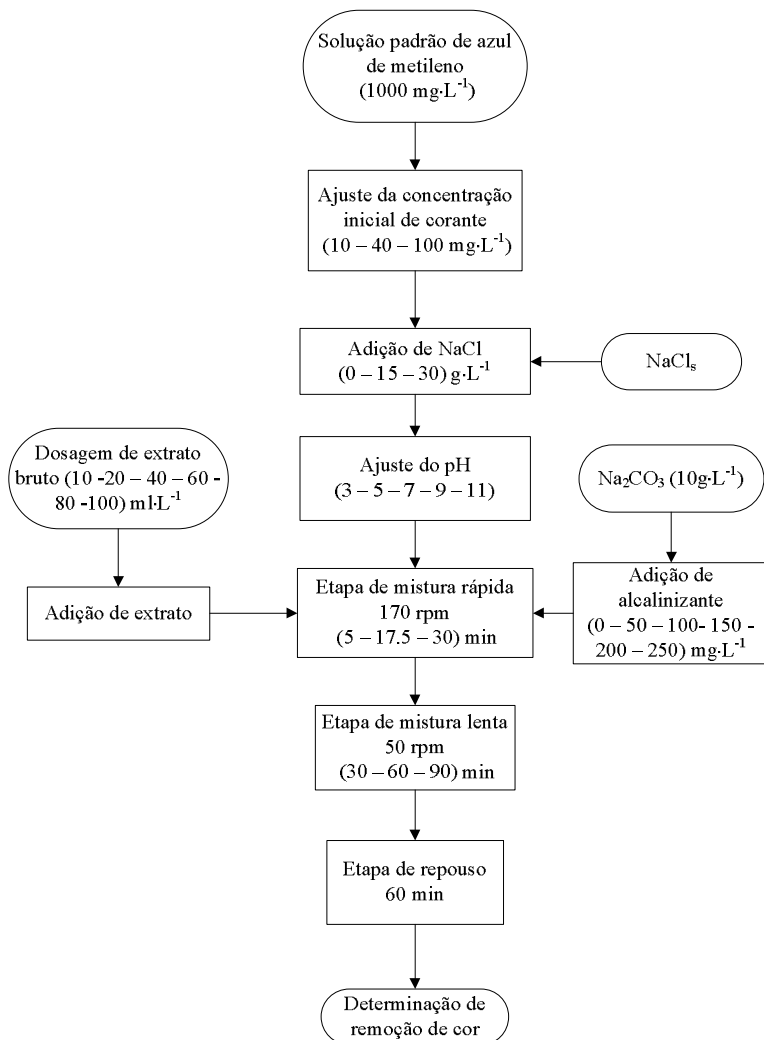 Solução padrão de azul
de metileno
(1000 mg·L⁻¹)
Ajuste da concentração
inicial de corante
(10 – 40 – 100 mg·L⁻¹)
Adição de NaCl
(0 – 15 – 30) g·L⁻¹
NaClₛ
Dosagem de extrato
bruto (10 -20 – 40 – 60 -
80 -100) ml·L⁻¹
Ajuste do pH
(3 – 5 – 7 – 9 – 11)
Na₂CO₃ (10g·L⁻¹)
Adição de extrato
Etapa de mistura rápida
170 rpm
(5 – 17.5 – 30) min
Adição de
alcalinizante
(0 – 50 – 100- 150 -
200 – 250) mg·L⁻¹
Etapa de mistura lenta
50 rpm
(30 – 60 – 90) min
Etapa de repouso
60 min
Determinação de
remoção de cor